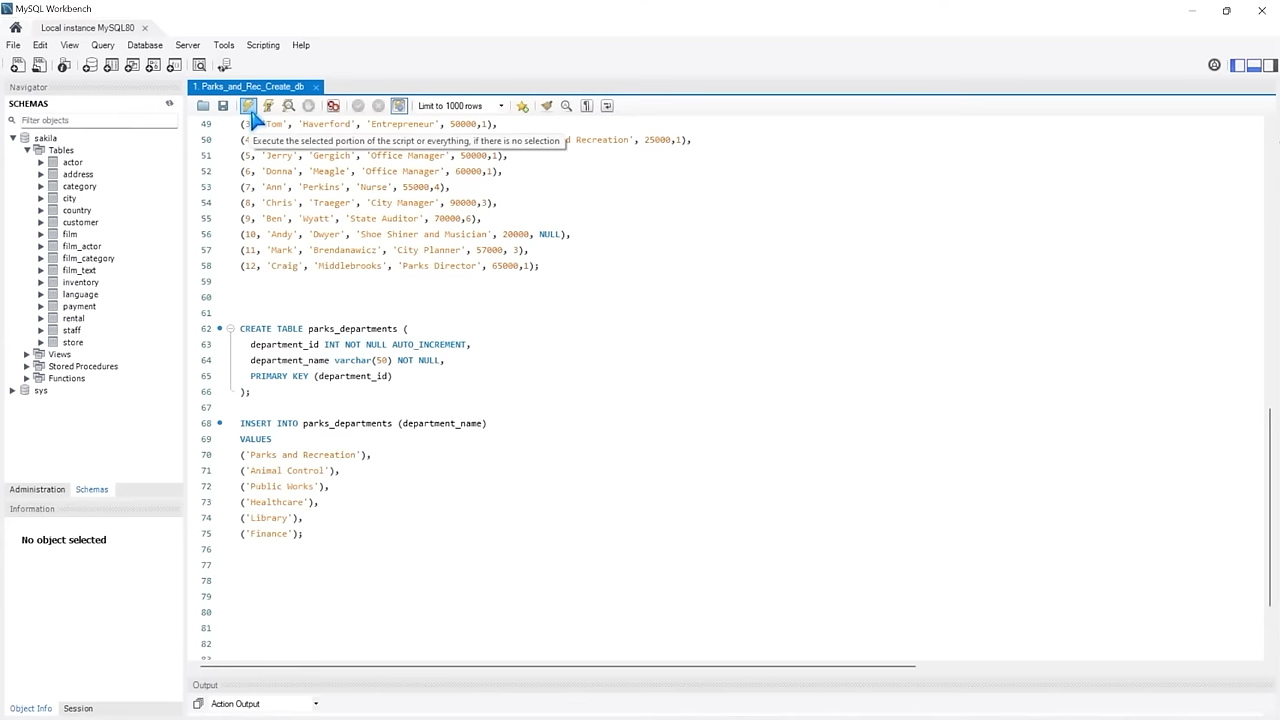 MySQL Workbench
Local instance MySQL80
File Edit View Query Database Server Tools Scripting Help
Navigator
SCHEMAS
Filter objects
sakila
Tables
actor
address
category
city
country
customer
film
film_actor
film_category
film_text
inventory
language
payment
rental
staff
store
Views
Stored Procedures
Functions
sys
Administration Schemas
Information
No object selected
Object Info Session
1. Parks_and_Rec_Create_db
Limit to 1000 rows
Execute the selected portion of the script or everything, if there is no selection
49 (3, 'Tom', 'Haverford', 'Entrepreneur', 50000,1),
50 (4 d Recreation', 25000,1),
51 (5, 'Jerry', 'Gergich', 'Office Manager', 50000,1),
52 (6, 'Donna', 'Meagle', 'Office Manager', 60000,1),
53 (7, 'Ann', 'Perkins', 'Nurse', 55000,4),
54 (8, 'Chris', 'Traeger', 'City Manager', 90000,3),
55 (9, 'Ben', 'Wyatt', 'State Auditor', 70000,6),
56 (10, 'Andy', 'Dwyer', 'Shoe Shiner and Musician', 20000, NULL),
57 (11, 'Mark', 'Brendanawicz', 'City Planner', 57000, 3),
58 (12, 'Craig', 'Middlebrooks', 'Parks Director', 65000,1);
59
60
61
62 CREATE TABLE parks_departments (
63 department_id INT NOT NULL AUTO_INCREMENT,
64 department_name varchar(50) NOT NULL,
65 PRIMARY KEY (department_id)
66 );
67
68 INSERT INTO parks_departments (department_name)
69 VALUES
70 ('Parks and Recreation'),
71 ('Animal Control'),
72 ('Public Works'),
73 ('Healthcare'),
74 ('Library'),
75 ('Finance');
76
77
78
79
80
81
82
83
Output
Action Output